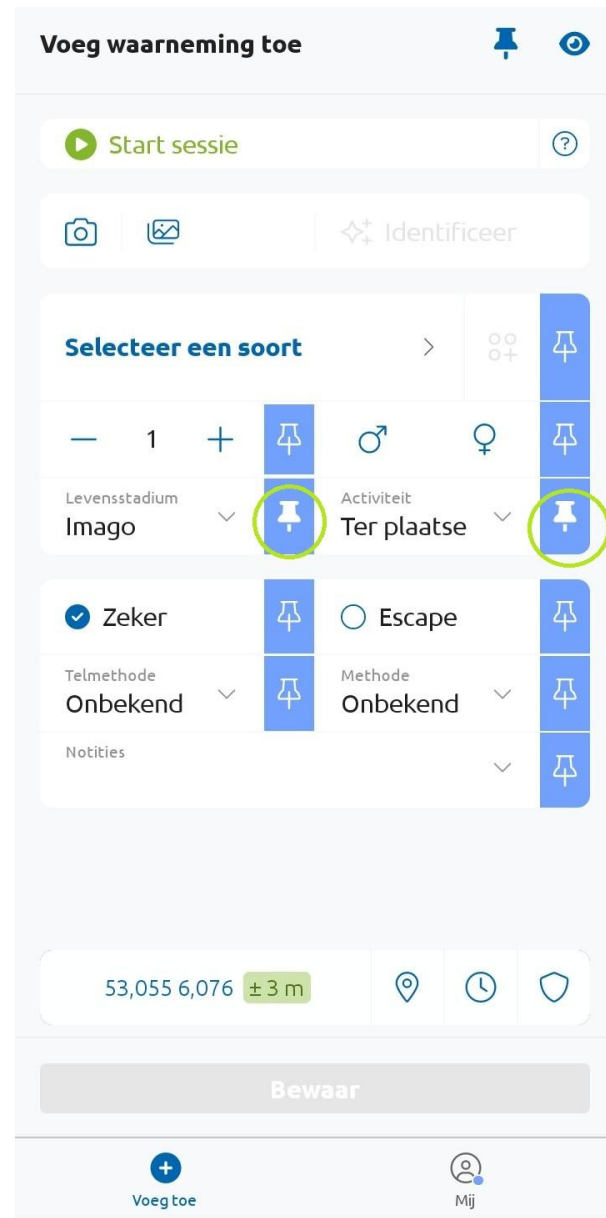 Voeg waarneming toe
Start sessie
Identificeer
Selecteer een soort
1
Levensstadium
Imago
Activiteit
Ter plaatse
Zeker
Escape
Telmethode
Onbekend
Methode
Onbekend
Notities
53,055 6,076 ± 3 m
Bewaar
Voeg toe
Mij